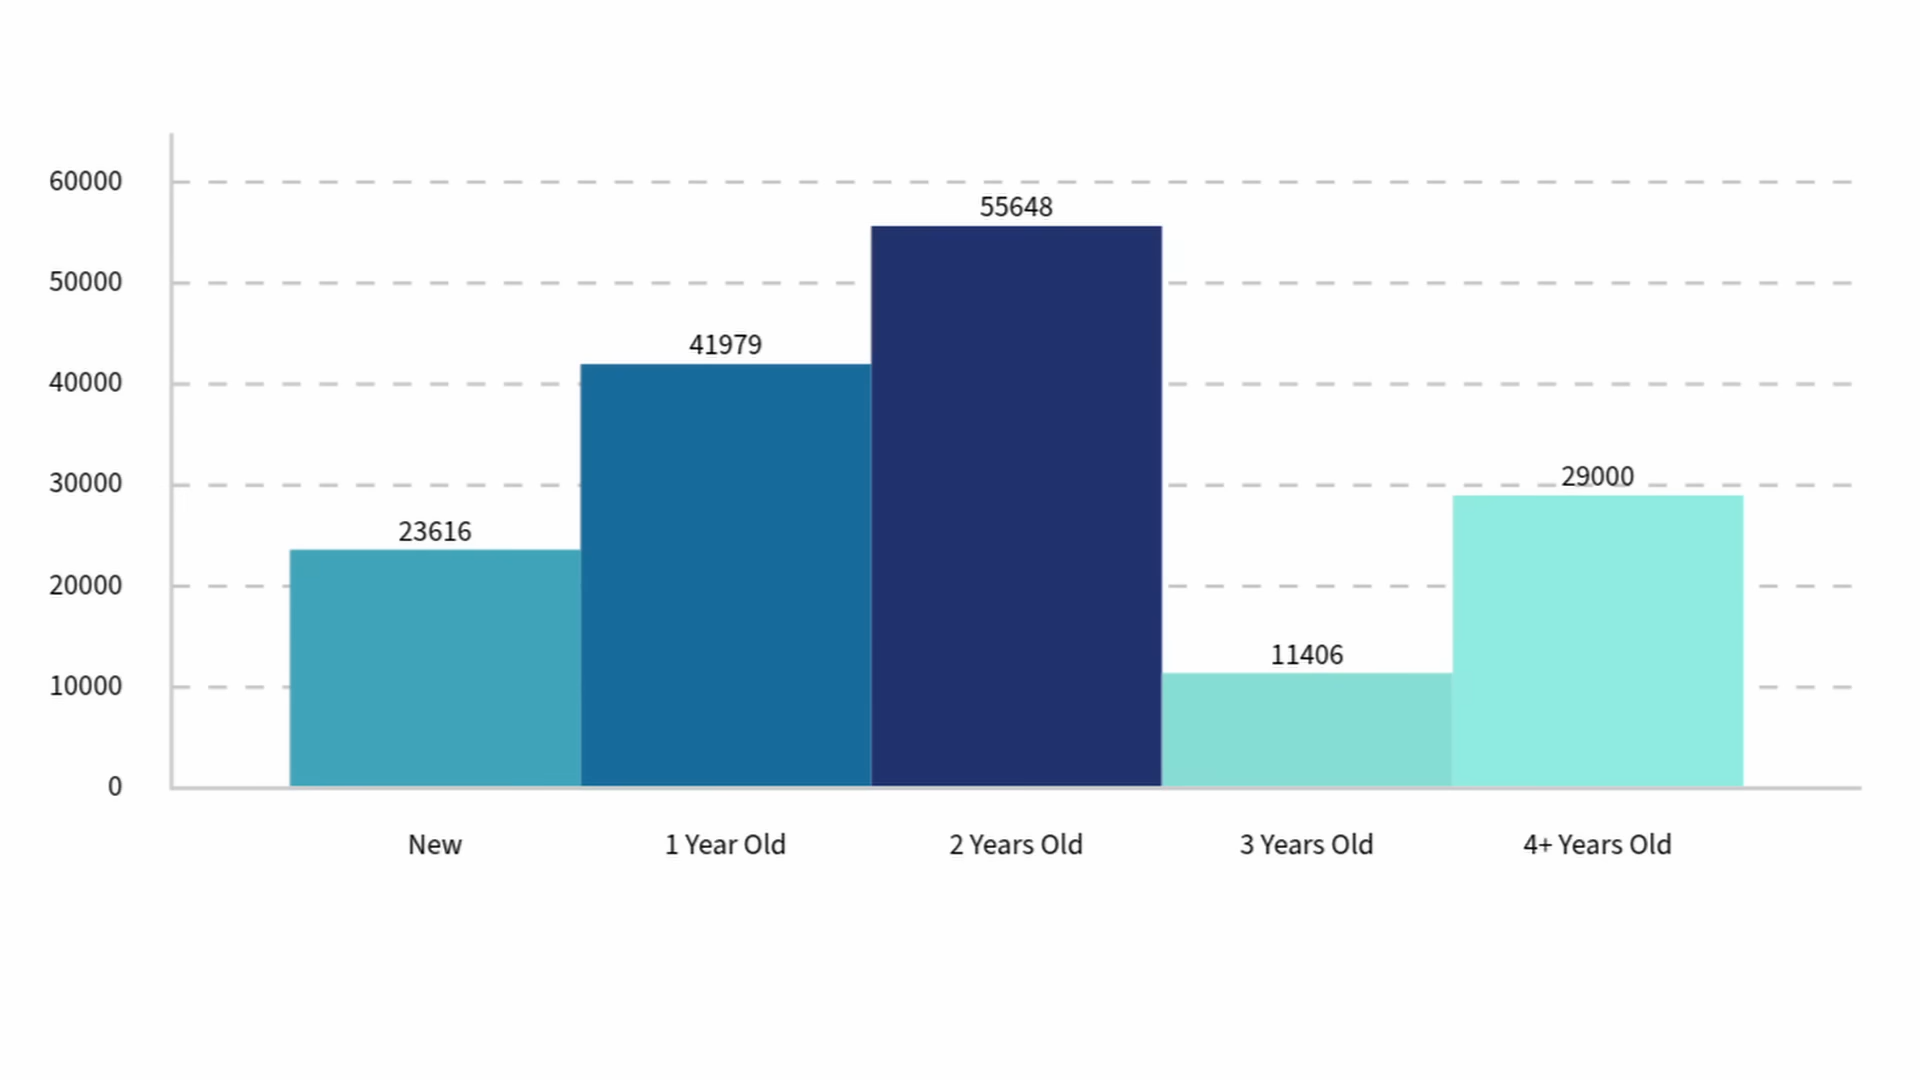 60000
50000
40000
30000
20000
10000
0
23616
41979
55648
11406
29000
New
1 Year Old
2 Years Old
3 Years Old
4+ Years Old